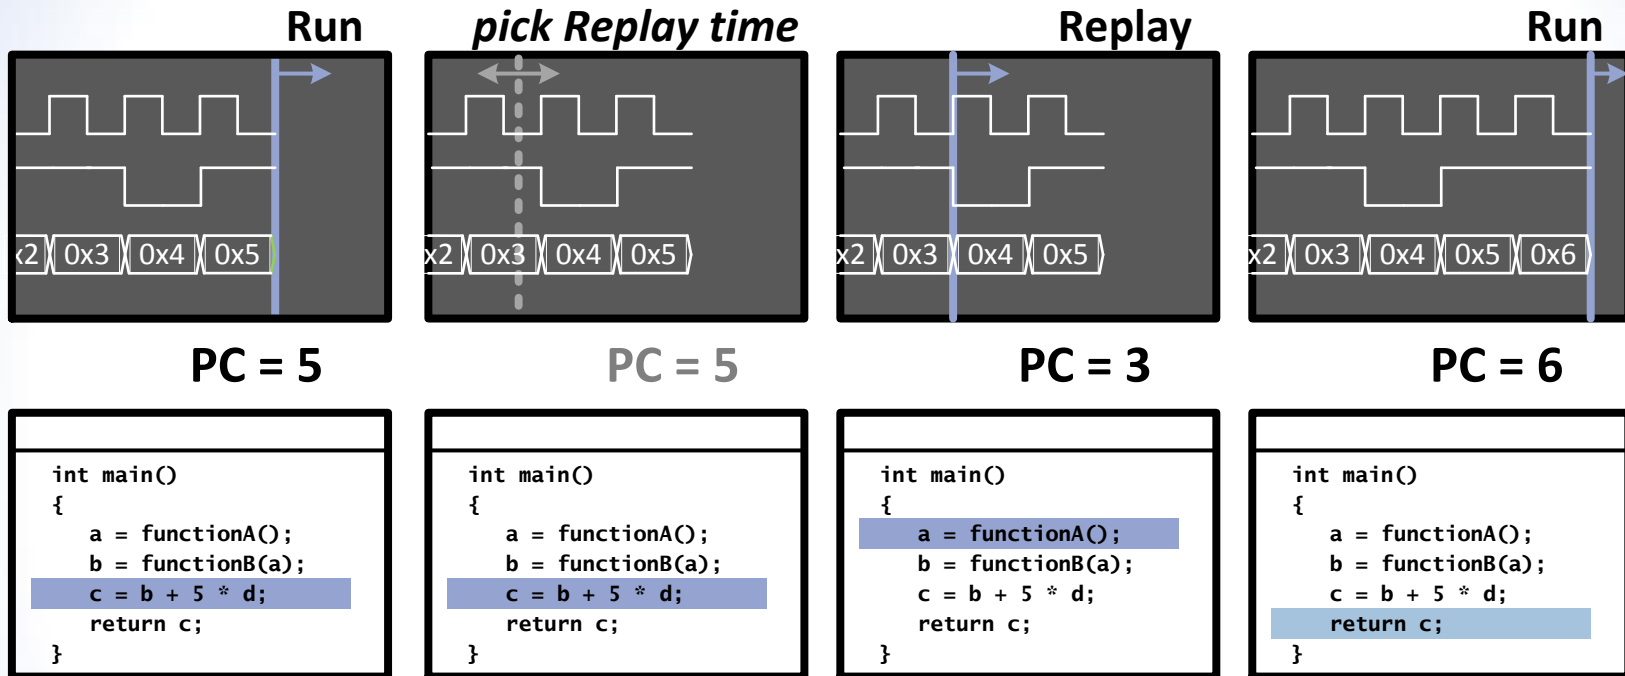 Run
pick Replay time
Replay
Run
x2 0x3 0x4 0x5
x2 0x3 0x4 0x5
x2 0x3 0x4 0x5
x2 0x3 0x4 0x5 0x6
PC = 5
PC = 5
PC = 3
PC = 6
int main()
{
a = functionA();
b = functionB(a);
c = b + 5 * d;
return c;
}
int main()
{
a = functionA();
b = functionB(a);
c = b + 5 * d;
return c;
}
int main()
{
a = functionA();
b = functionB(a);
c = b + 5 * d;
return c;
}
int main()
{
a = functionA();
b = functionB(a);
c = b + 5 * d;
return c;
}